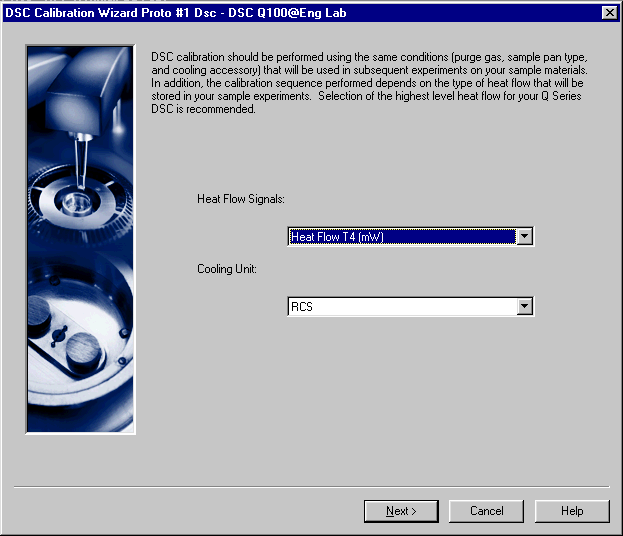 DSC Calibration Wizard Proto #1 Dsc - DSC Q100@Eng Lab
DSC calibration should be performed using the same conditions (purge gas, sample pan type,
and cooling accessory) that will be used in subsequent experiments on your sample materials.
In addition, the calibration sequence performed depends on the type of heat flow that will be
stored in your sample experiments. Selection of the highest level heat flow for your Q Series
DSC is recommended.
Heat Flow Signals:
Heat Flow T4 (mW)
Cooling Unit:
RCS
Next >
Cancel
Help